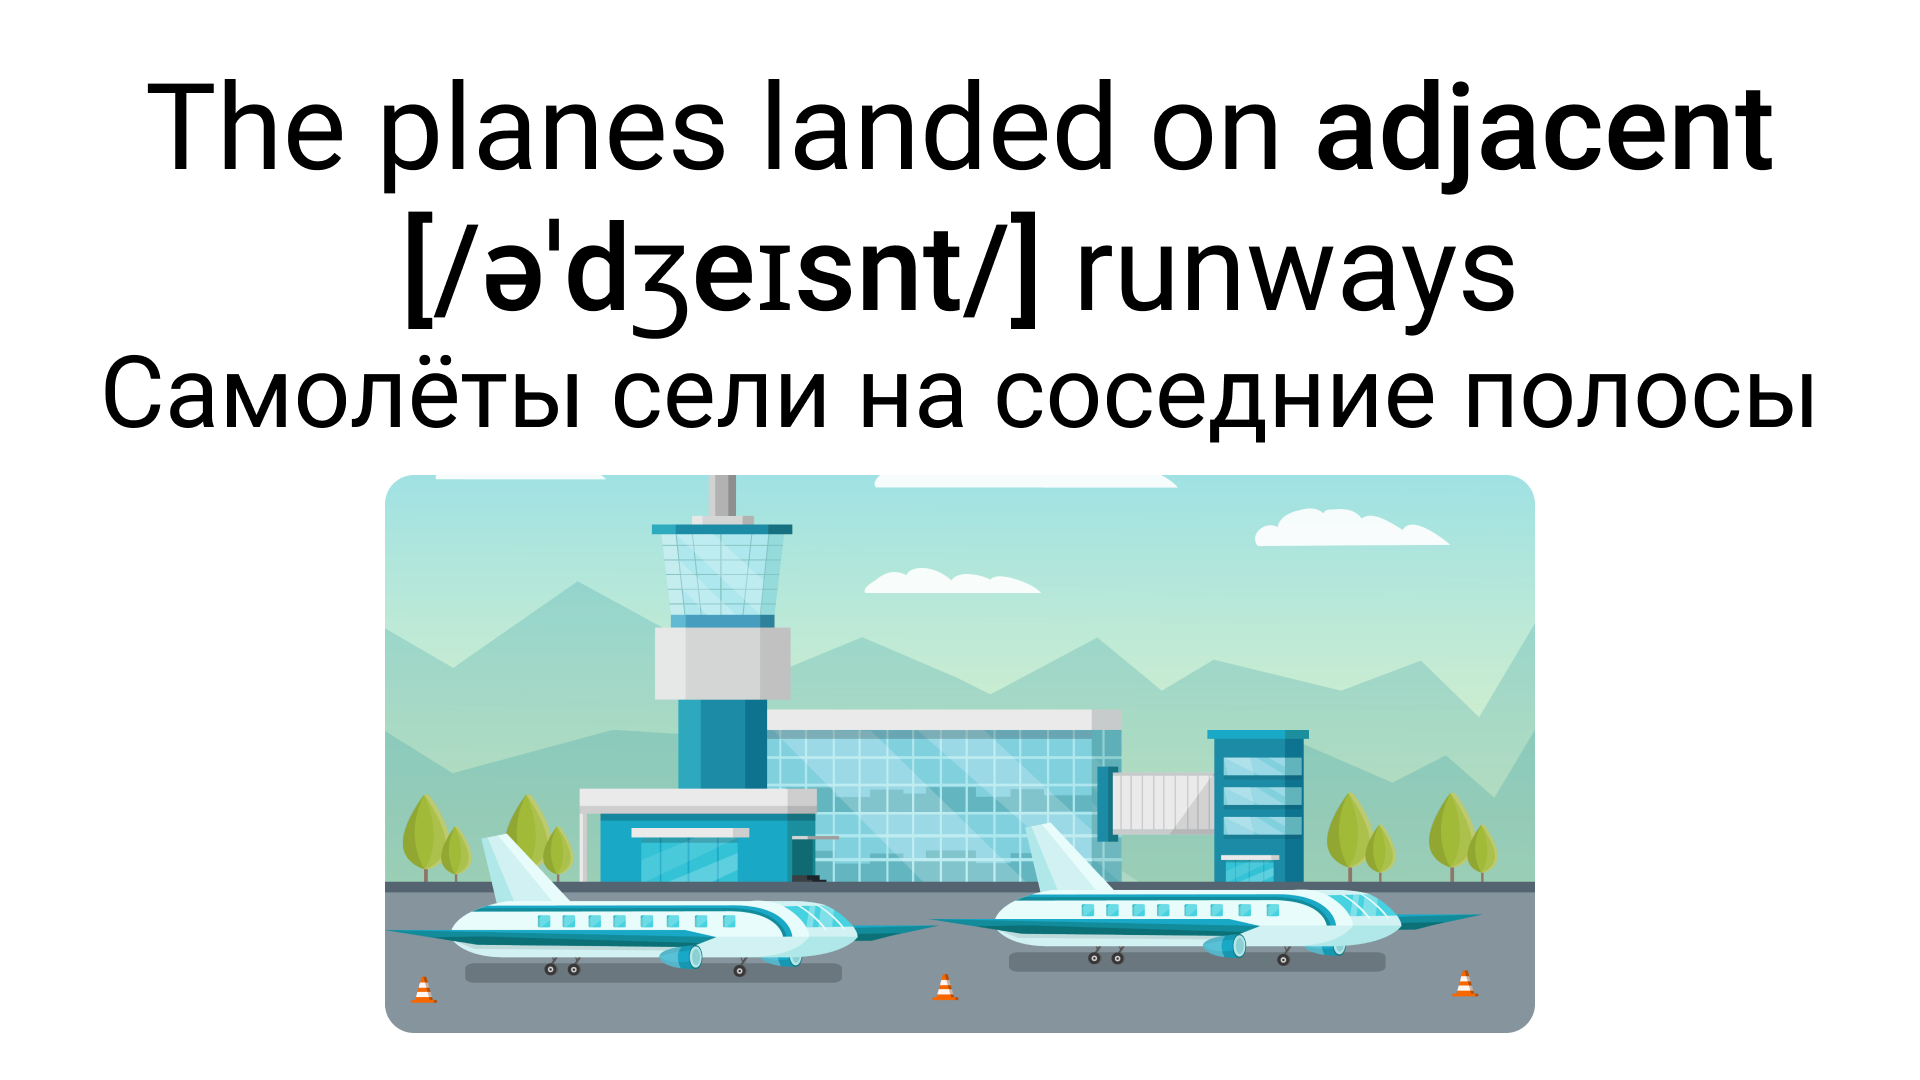 The planes landed on adjacent
[/əˈdʒeɪsnt/] runways
Самолёты сели на соседние полосы